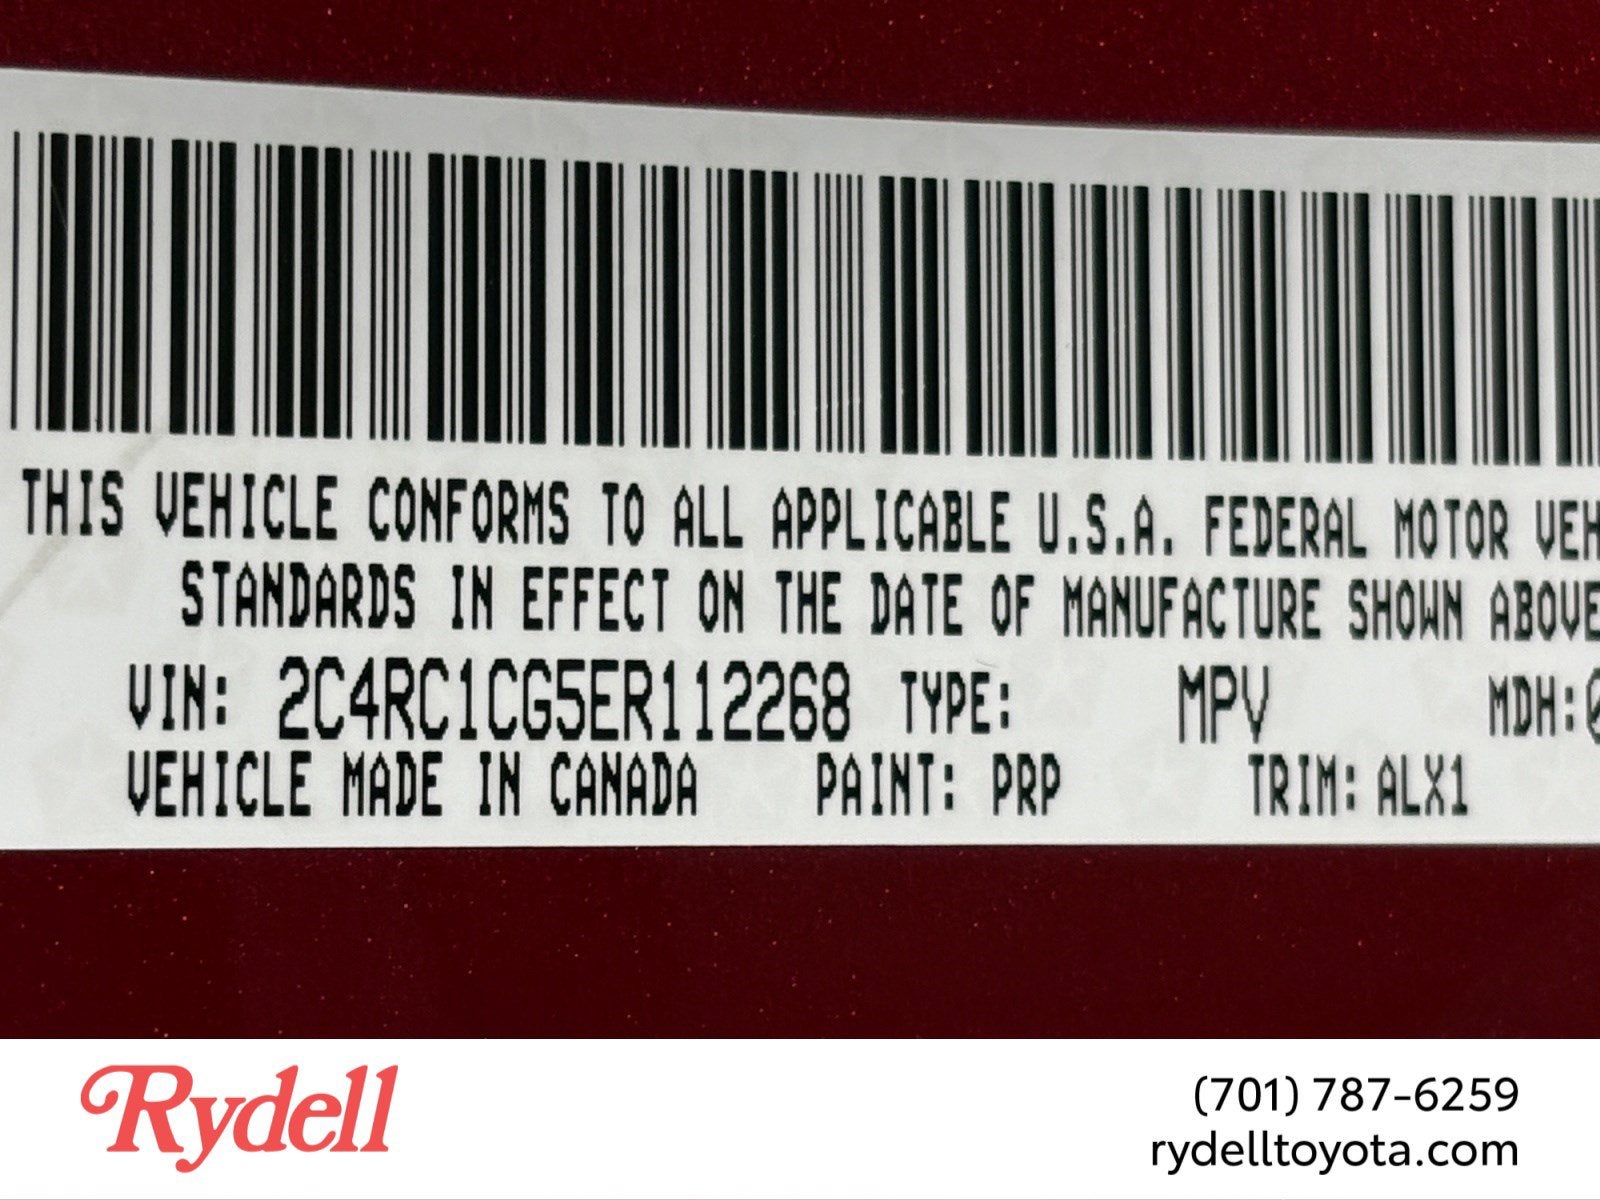 THIS VEHICLE CONFORMS TO ALL APPLICABLE U.S.A. FEDERAL MOTOR VEH
STANDARDS IN EFFECT ON THE DATE OF MANUFACTURE SHOWN ABOVE
VIN: 2C4RC1CG5ER112268 TYPE: MPV MDH:0
VEHICLE MADE IN CANADA PAINT: PRP TRIM: ALX1
Rydell
(701) 787-6259
rydelltoyota.com